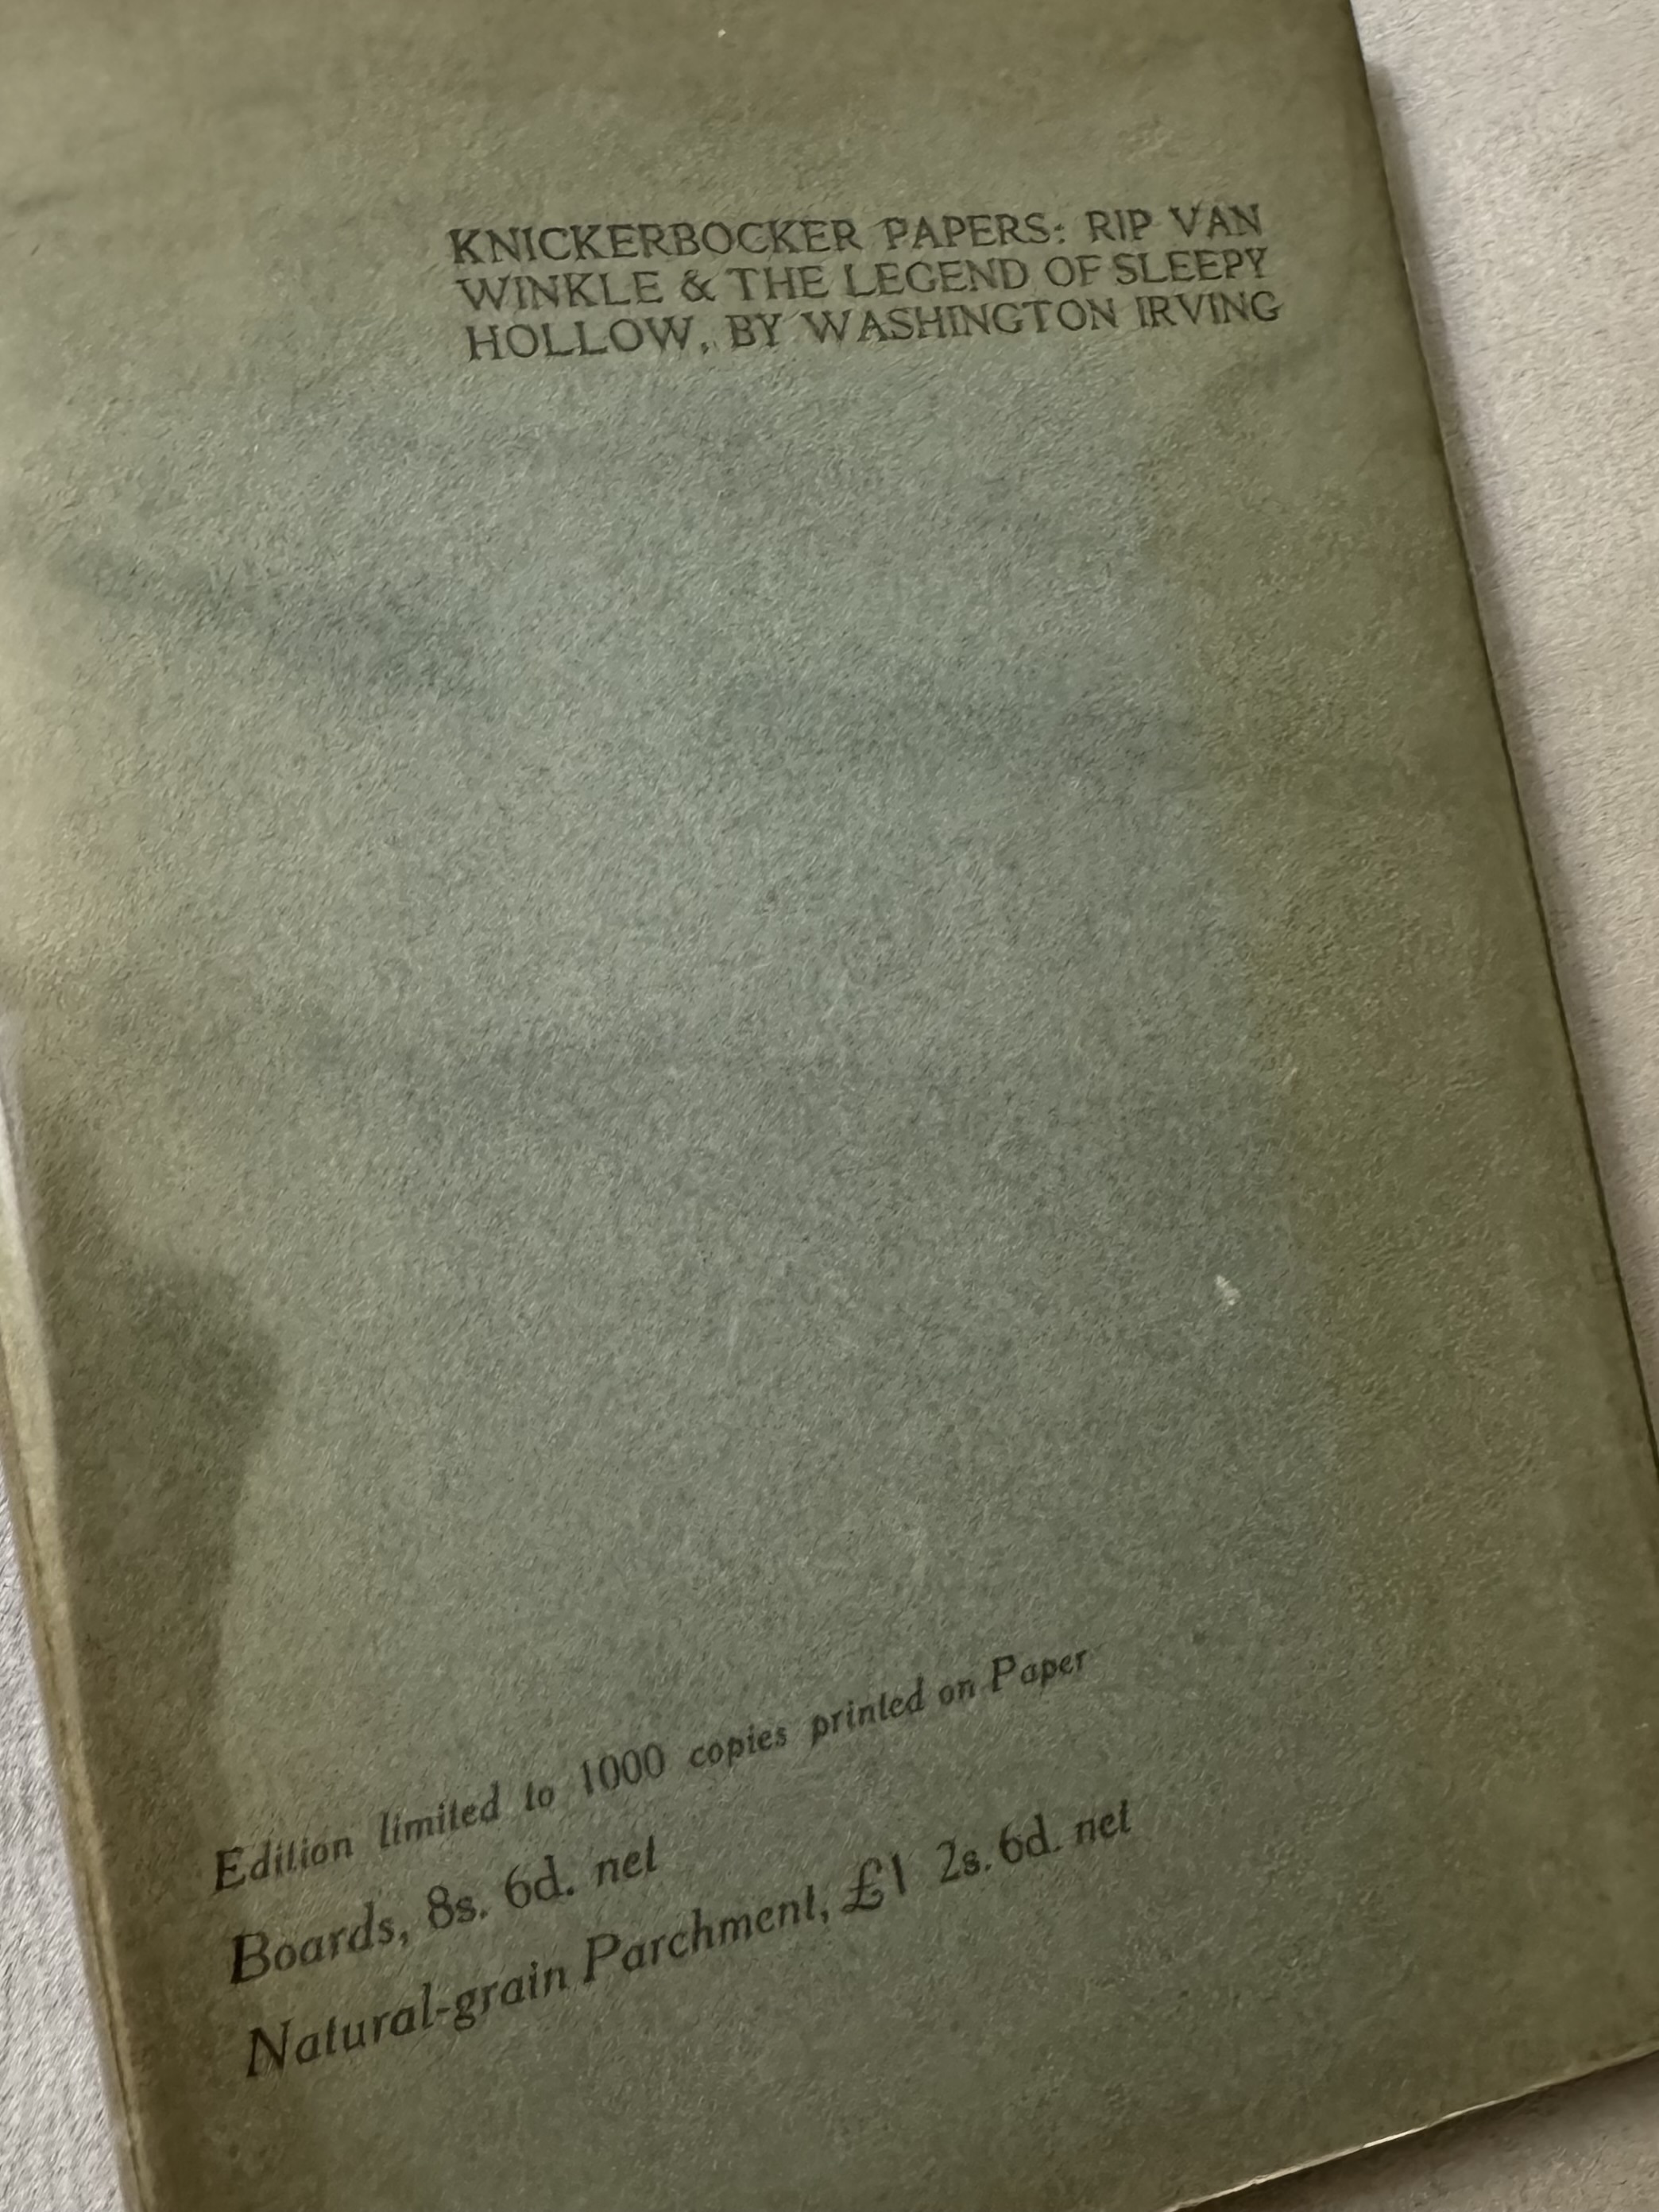 KNICKERBOCKER PAPERS: RIP VAN
WINKLE & THE LEGEND OF SLEEPY
HOLLOW, BY WASHINGTON IRVING
Edition limited to 1000 copies printed on Paper
Boards, 8s. 6d. net
Natural-grain Parchment, £1 2s. 6d. net